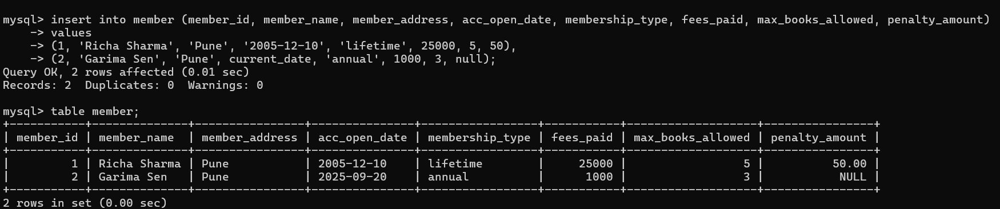 mysql> insert into member (member_id, member_name, member_address, acc_open_date, membership_type, fees_paid, max_books_allowed, penalty_amount)
    -> values
    -> (1, 'Richa Sharma', 'Pune', '2005-12-10', 'lifetime', 25000, 5, 50),
    -> (2, 'Garima Sen', 'Pune', current_date, 'annual', 1000, 3, null);
Query OK, 2 rows affected (0.01 sec)
Records: 2  Duplicates: 0  Warnings: 0
mysql> table member;
+-----------+--------------+----------------+---------------+-----------------+-----------+-------------------+----------------+
| member_id | member_name  | member_address | acc_open_date | membership_type | fees_paid | max_books_allowed | penalty_amount |
+-----------+--------------+----------------+---------------+-----------------+-----------+-------------------+----------------+
|         1 | Richa Sharma | Pune           | 2005-12-10    | lifetime        |     25000 |                 5 |          50.00 |
|         2 | Garima Sen   | Pune           | 2025-09-20    | annual          |      1000 |                 3 |           NULL |
+-----------+--------------+----------------+---------------+-----------------+-----------+-------------------+----------------+
2 rows in set (0.00 sec)